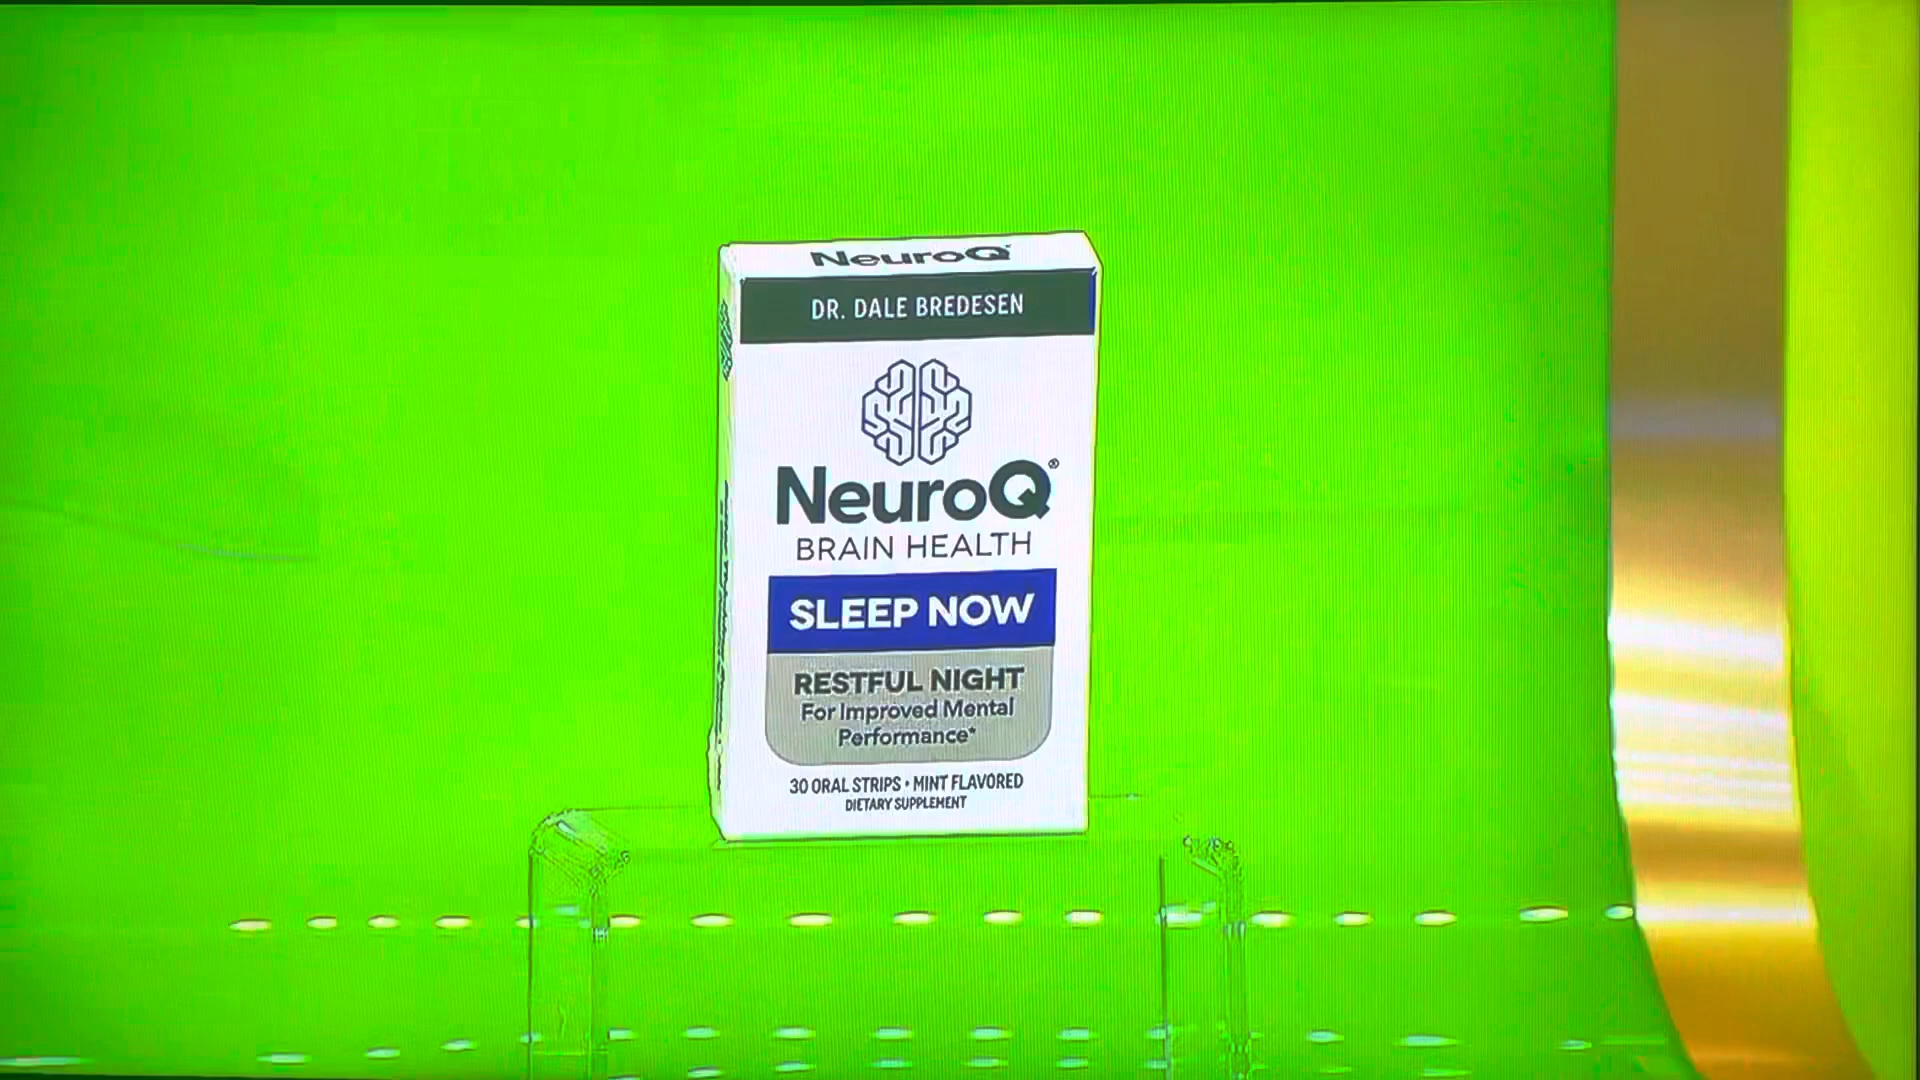 NeuroQ
DR. DALE BREDESEN
NeuroQ®
BRAIN HEALTH
SLEEP NOW
RESTFUL NIGHT
For Improved Mental
Performance*
30 ORAL STRIPS • MINT FLAVORED
DIETARY SUPPLEMENT